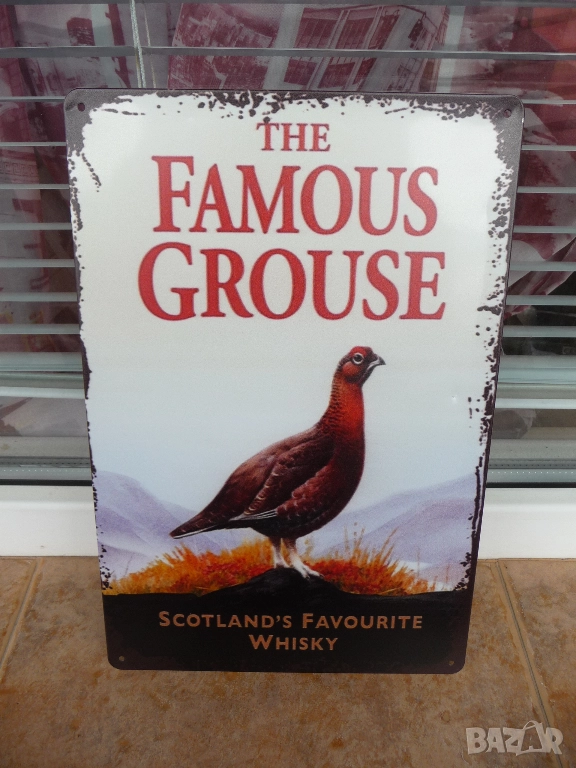 THE
FAMOUS
GROUSE
SCOTLAND'S FAVOURITE
WHISKY
BAZAR